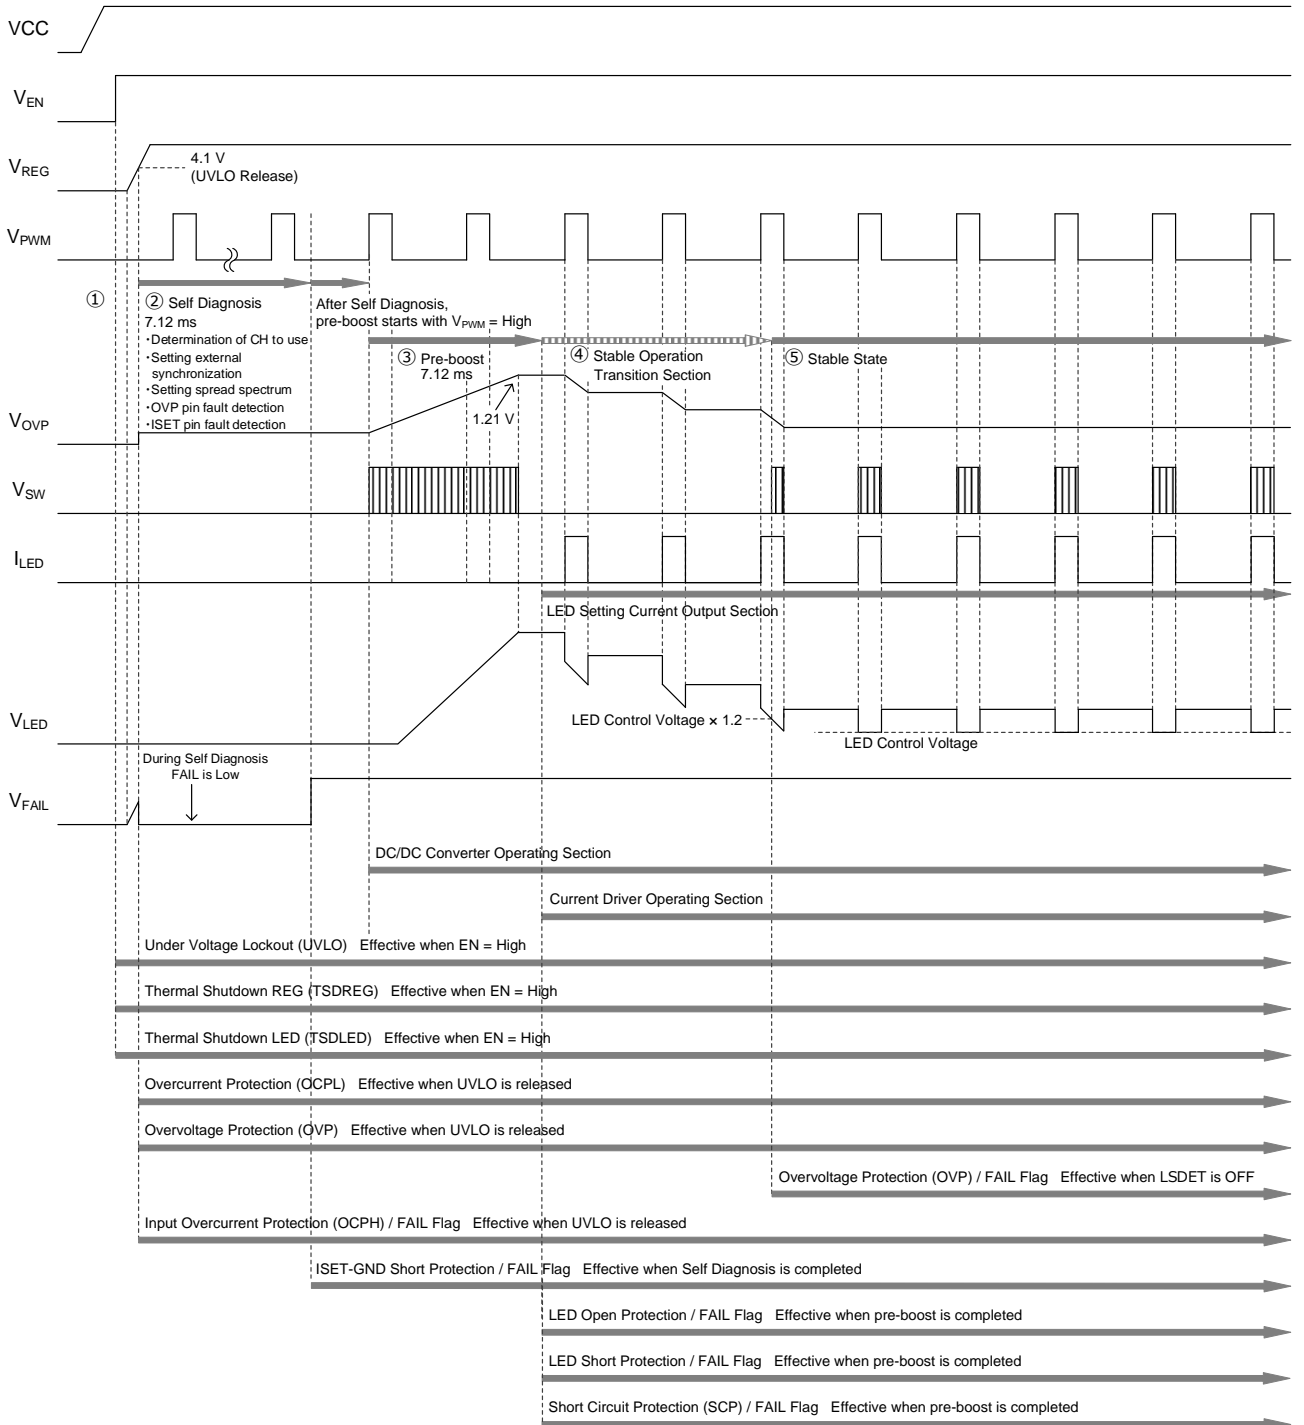 VCC
VEN
VREG
4.1 V
(UVLO Release)
VPWM
①
② Self Diagnosis
7.12 ms
・Determination of CH to use
・Setting external
synchronization
・Setting spread spectrum
・OVP pin fault detection
・ISET pin fault detection
After Self Diagnosis,
pre-boost starts with VPWM = High
③ Pre-boost
7.12 ms
④ Stable Operation
Transition Section
⑤ Stable State
1.21 V
VOVP
VSW
ILED
LED Setting Current Output Section
VLED
LED Control Voltage × 1.2
LED Control Voltage
During Self Diagnosis
FAIL is Low
VFAIL
DC/DC Converter Operating Section
Current Driver Operating Section
Under Voltage Lockout (UVLO) Effective when EN = High
Thermal Shutdown REG (TSDREG) Effective when EN = High
Thermal Shutdown LED (TSDLED) Effective when EN = High
Overcurrent Protection (OCPL) Effective when UVLO is released
Overvoltage Protection (OVP) Effective when UVLO is released
Overvoltage Protection (OVP) / FAIL Flag Effective when LSDET is OFF
Input Overcurrent Protection (OCPH) / FAIL Flag Effective when UVLO is released
ISET-GND Short Protection / FAIL Flag Effective when Self Diagnosis is completed
LED Open Protection / FAIL Flag Effective when pre-boost is completed
LED Short Protection / FAIL Flag Effective when pre-boost is completed
Short Circuit Protection (SCP) / FAIL Flag Effective when pre-boost is completed